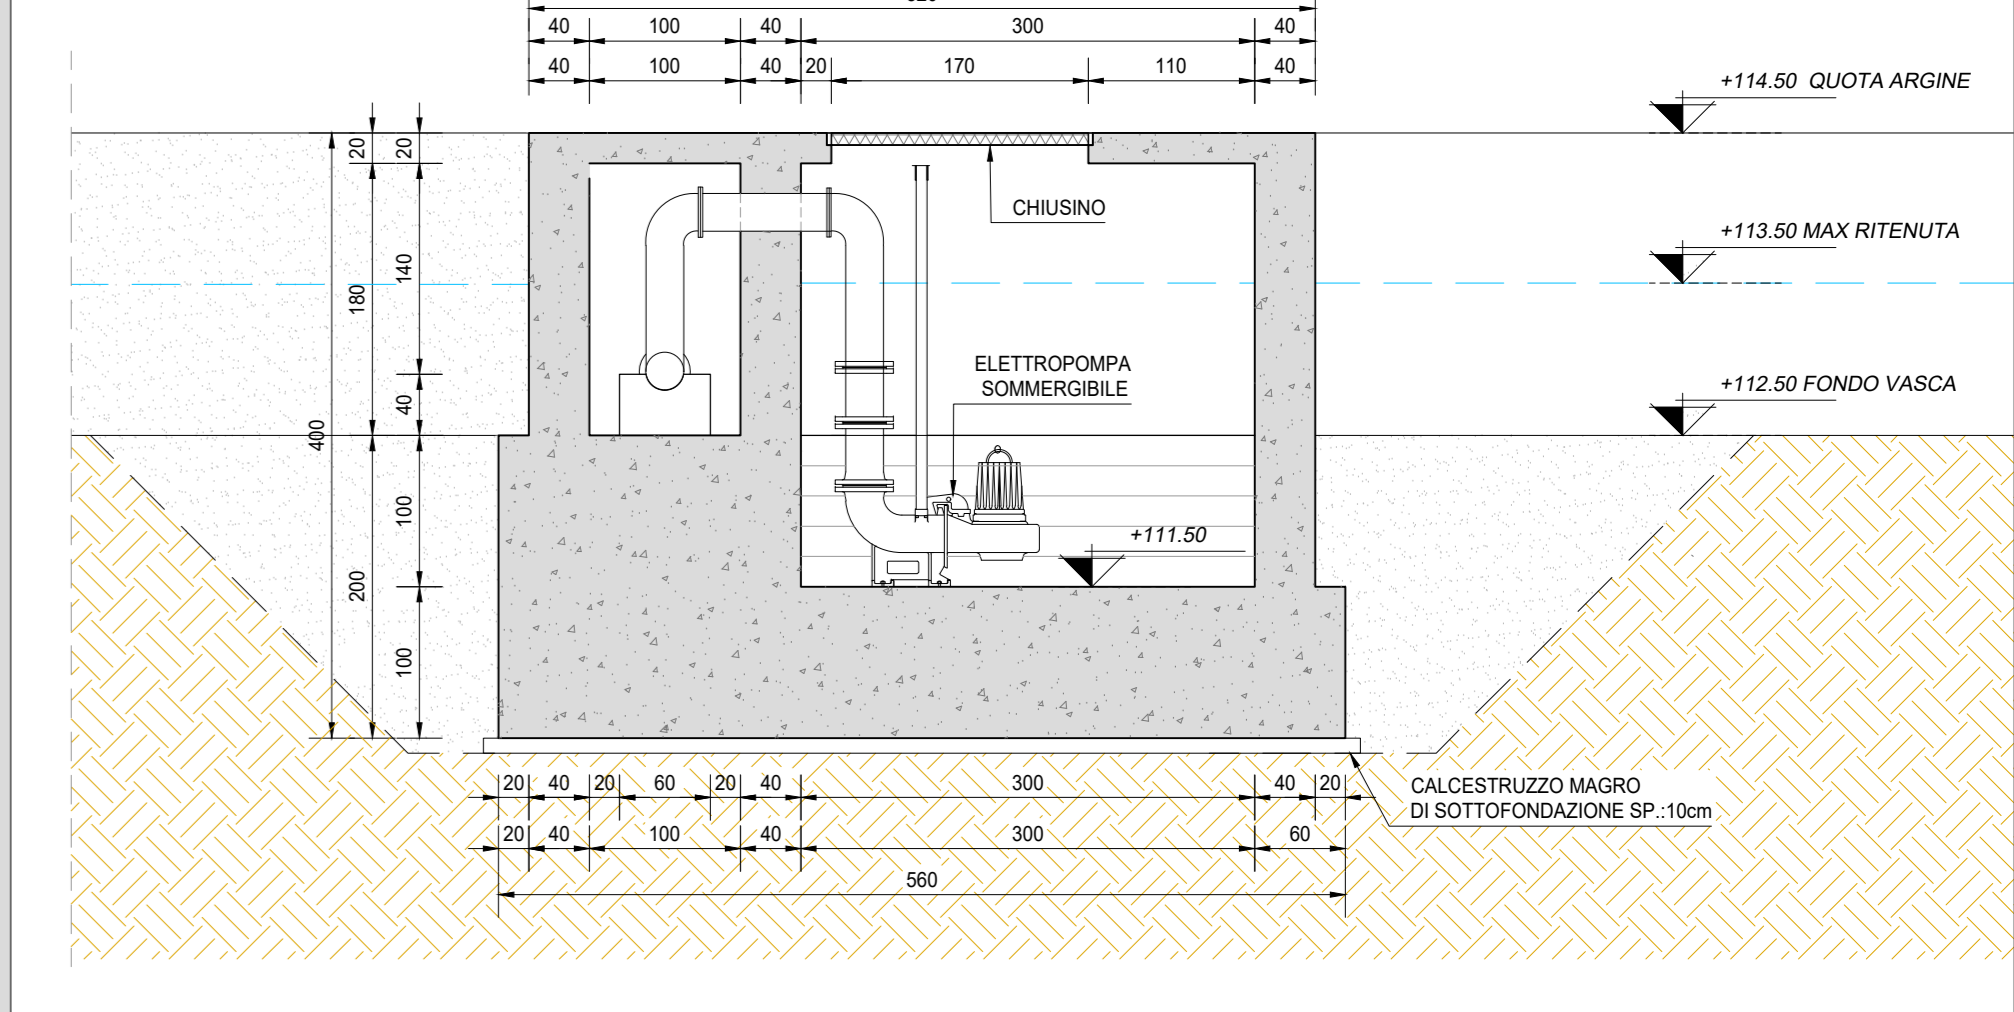 40 100 40 300 40
40 100 40 20 170 110 40
+114.50 QUOTA ARGINE
20 20
CHIUSINO
+113.50 MAX RITENUTA
140
180
ELETTROPOMPA
SOMMERGIBILE
+112.50 FONDO VASCA
40
400
100
+111.50
200
100
20 40 20 60 20 40 300 40 20
CALCESTRUZZO MAGRO
DI SOTTOFONDAZIONE SP.:10cm
20 40 100 40 300 60
560